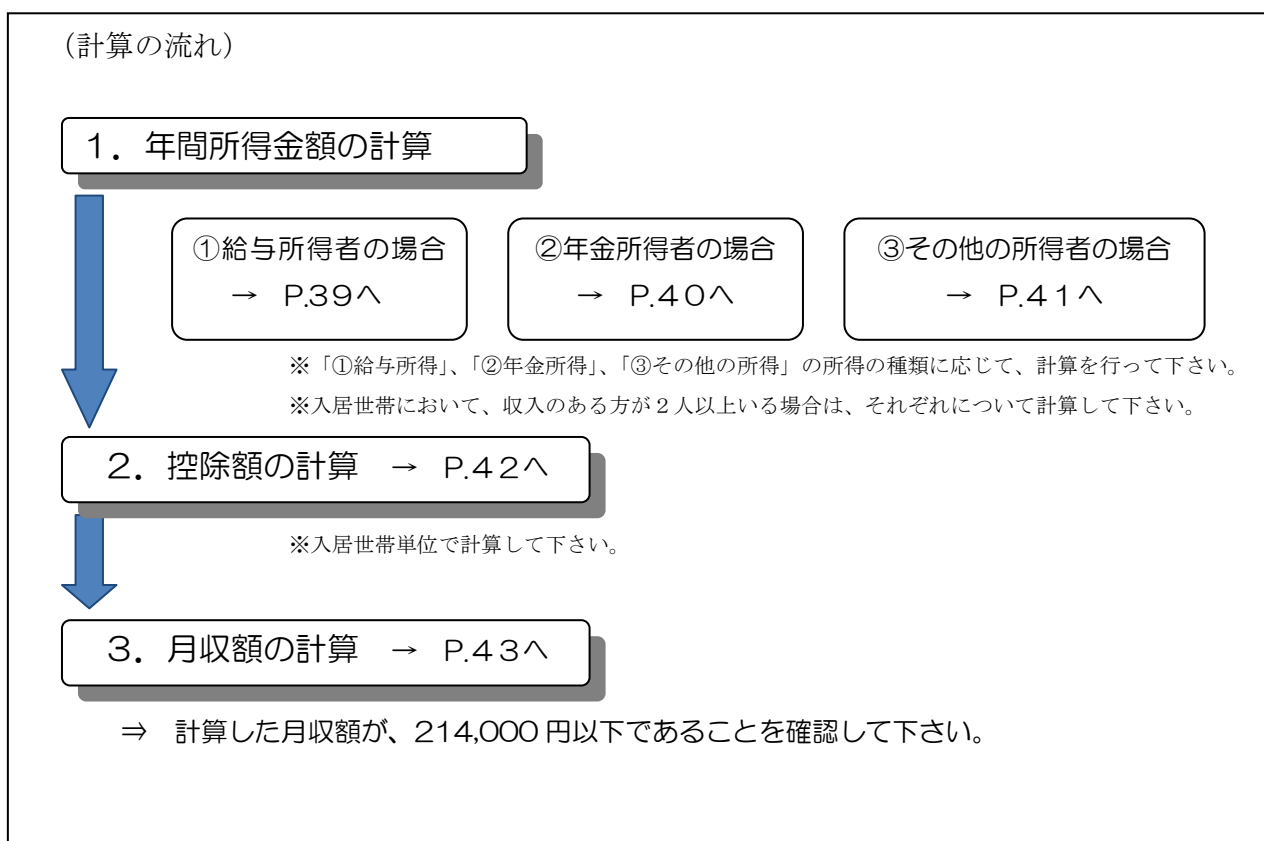 （計算の流れ）
１．年間所得金額の計算
①給与所得者の場合
→ P.39へ
②年金所得者の場合
→ P.４０へ
③その他の所得者の場合
→ P.４１へ
※「①給与所得」、「②年金所得」、「③その他の所得」の所得の種類に応じて、計算を行って下さい。
※入居世帯において、収入のある方が２人以上いる場合は、それぞれについて計算して下さい。
２．控除額の計算 → P.４２へ
※入居世帯単位で計算して下さい。
３．月収額の計算 → P.４３へ
⇒ 計算した月収額が、214,000円以下であることを確認して下さい。